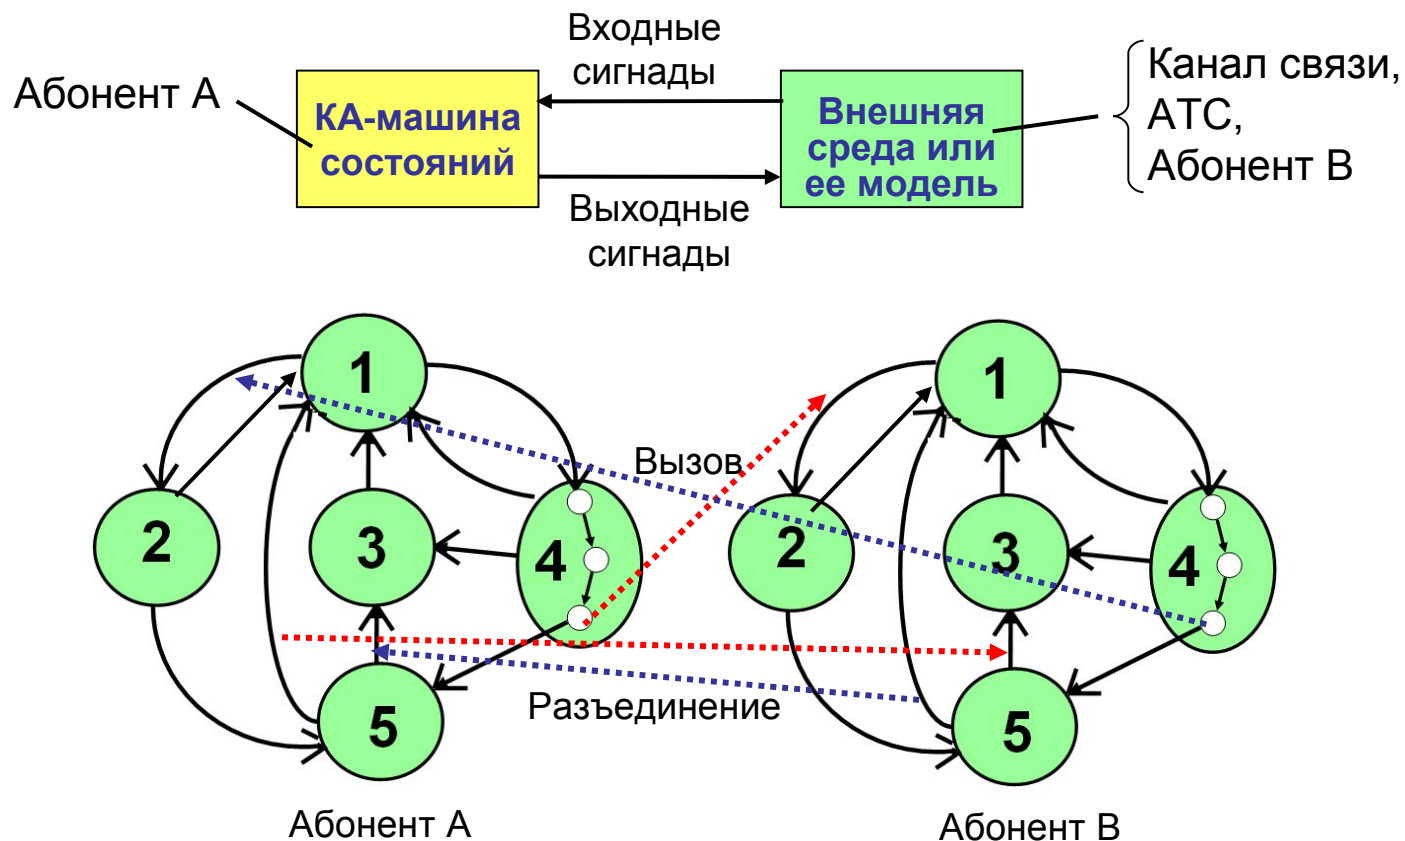 Входные
сигнады
Абонент А
КА-машина
состояний
Внешняя
среда или
ее модель
Канал связи,
АТС,
Абонент В
Выходные
сигнады
1
2
3
4
5
Вызов
Разъединение
1
2
3
4
5
Абонент А
Абонент В